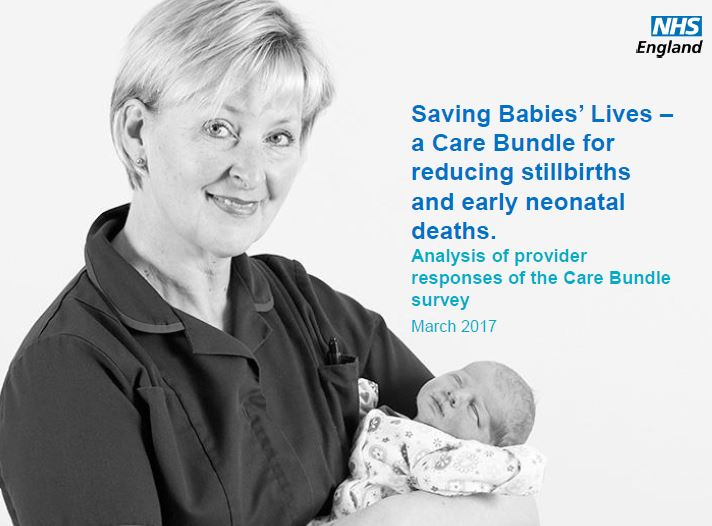 NHS
England
Saving Babies’ Lives –
a Care Bundle for
reducing stillbirths
and early neonatal
deaths.
Analysis of provider
responses of the Care Bundle
survey
March 2017